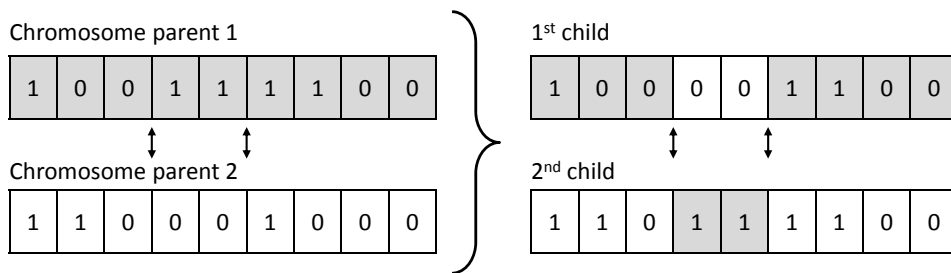 Chromosome parent 1
1 0 0 1 1 1 1 0 0
Chromosome parent 2
1 1 0 0 0 1 0 0 0
1st child
1 0 0 0 0 1 1 0 0
2nd child
1 1 0 1 1 1 1 0 0